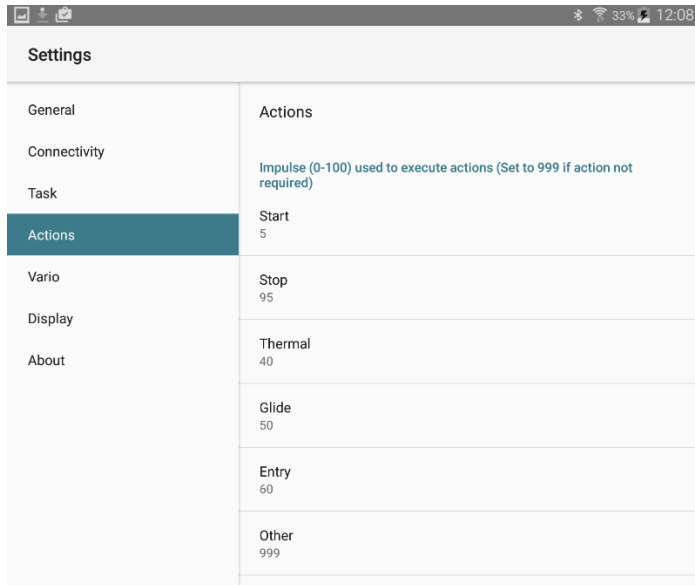 33% 12:08
Settings
General
Connectivity
Task
Actions
Vario
Display
About
Actions
Impulse (0-100) used to execute actions (Set to 999 if action not
required)
Start
5
Stop
95
Thermal
40
Glide
50
Entry
60
Other
999